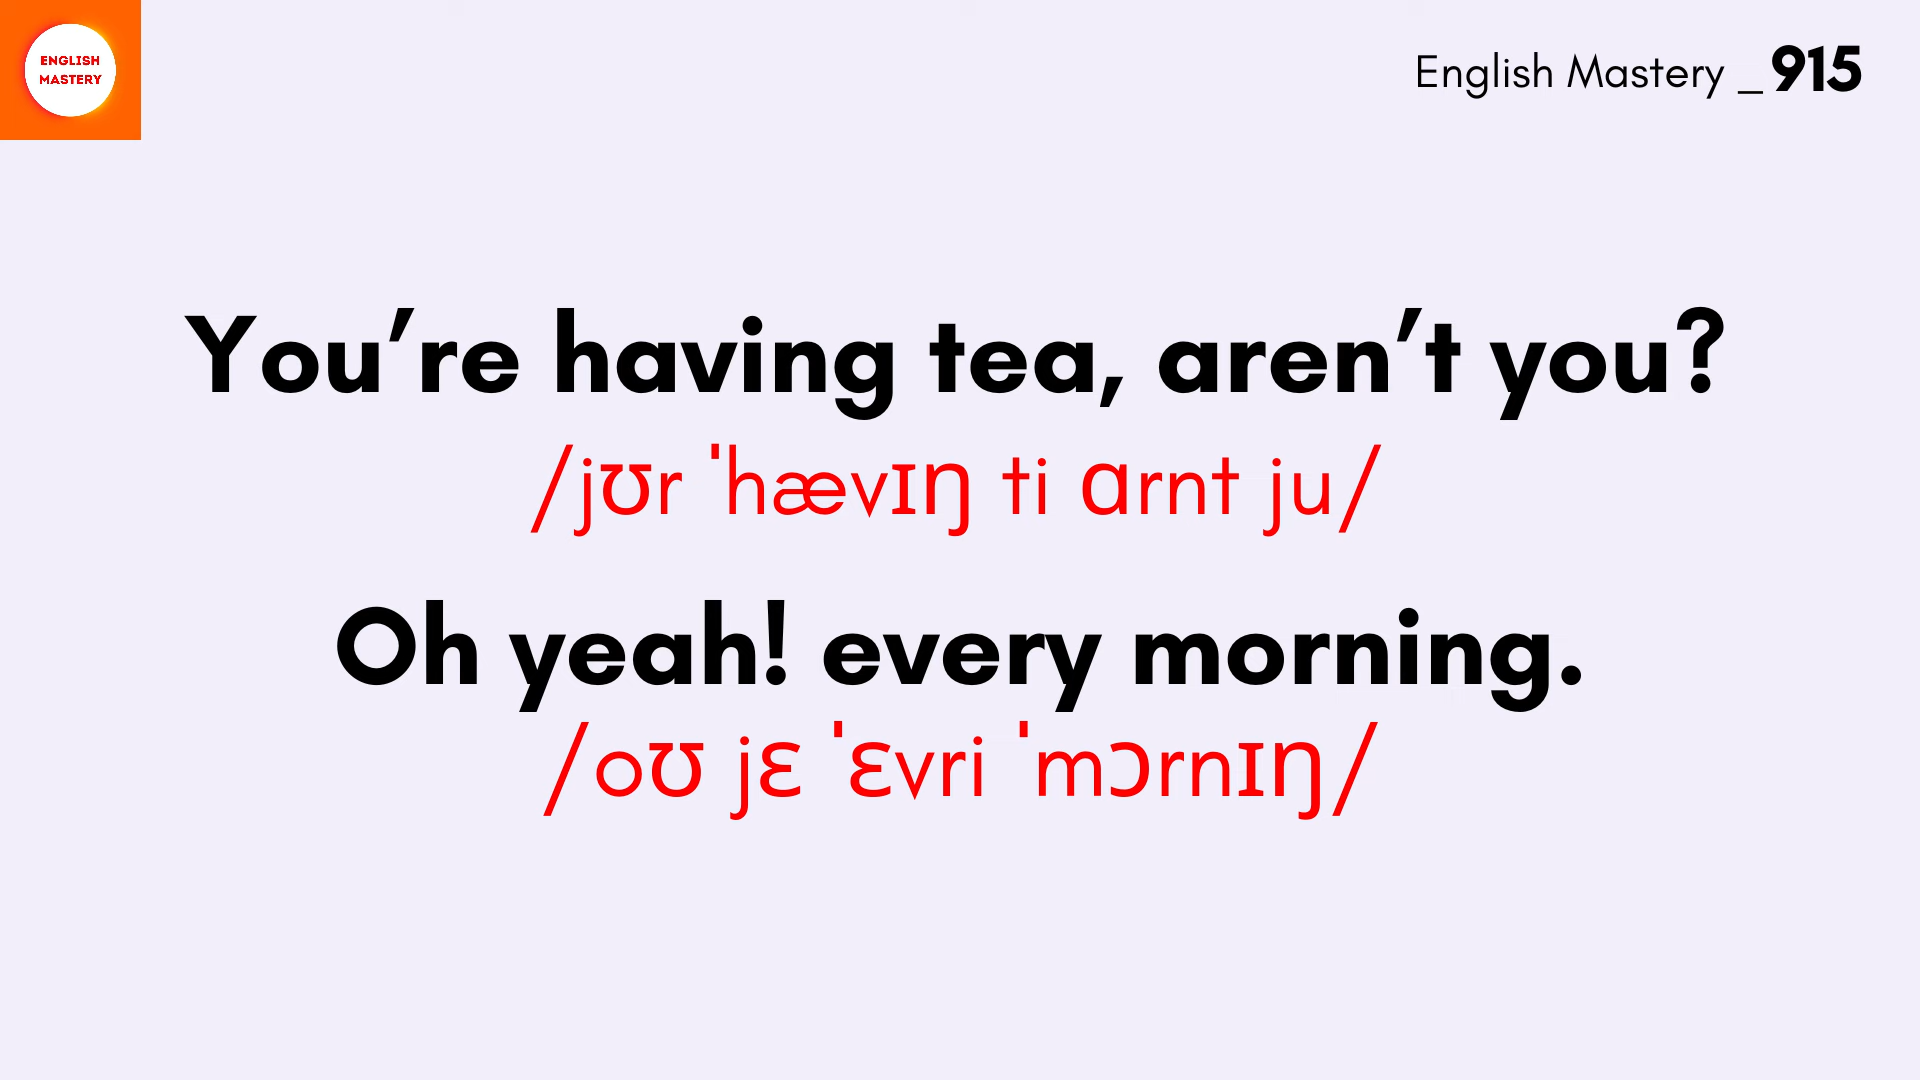 ENGLISH
MASTERY
English Mastery _ 915
You’re having tea, aren’t you?
/jʊr ˈhævɪŋ ti ɑrnt ju/
Oh yeah! every morning.
/oʊ jɛ ˈɛvri ˈmɔrnɪŋ/